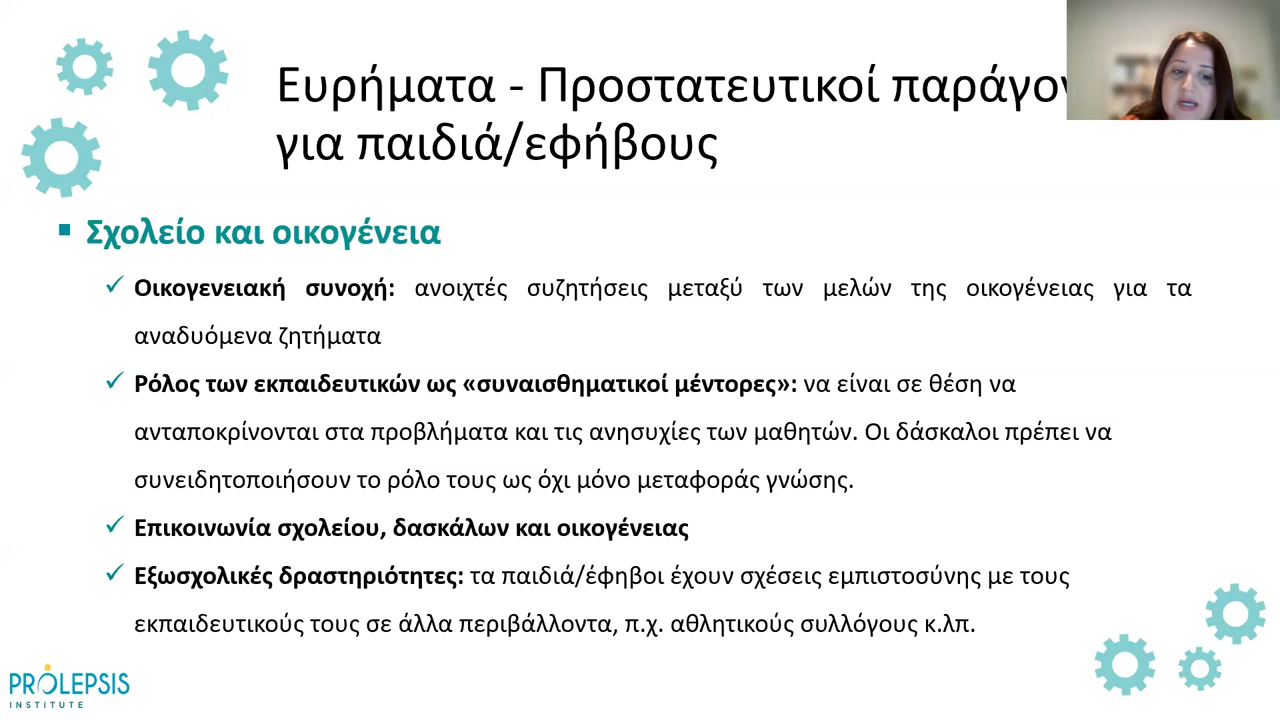 Ευρήματα - Προστατευτικοί
για παιδιά/εφήβους
▪ Σχολείο και οικογένεια
✓ Οικογενειακή συνοχή: ανοιχτές συζητήσεις μεταξύ των μελών της οικογένειας για τα
αναδυόμενα ζητήματα
✓ Ρόλος των εκπαιδευτικών ως «συναισθηματικοί μέντορες»: να είναι σε θέση να
ανταποκρίνονται στα προβλήματα και τις ανησυχίες των μαθητών. Οι δάσκαλοι πρέπει να
συνειδητοποιήσουν το ρόλο τους ως όχι μόνο μεταφοράς γνώσης.
✓ Επικοινωνία σχολείου, δασκάλων και οικογένειας
✓ Εξωσχολικές δραστηριότητες: τα παιδιά/έφηβοι έχουν σχέσεις εμπιστοσύνης με τους
εκπαιδευτικούς τους σε άλλα περιβάλλοντα, π.χ. αθλητικούς συλλόγους κ.λπ.
PROLEPSIS
INSTITUTE